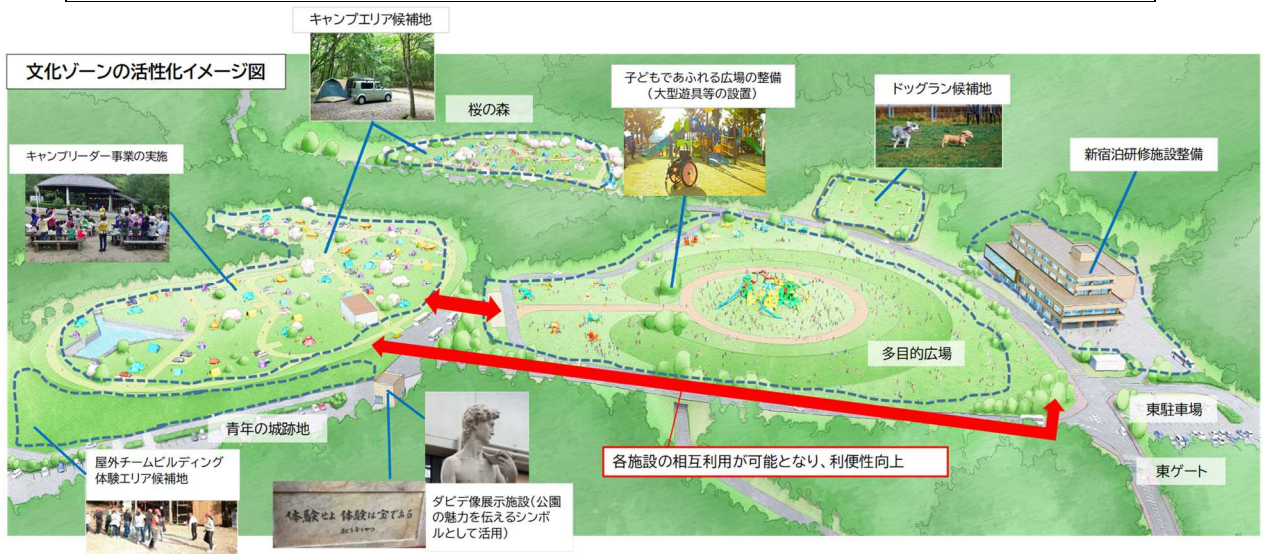 キャンプエリア候補地
文化ゾーンの活性化イメージ図
子どもであふれる広場の整備
(大型遊具等の設置)
ドッグラン候補地
桜の森
キャンプリーダー事業の実施
新宿泊研修施設整備
多目的広場
東駐車場
青年の城跡地
各施設の相互利用が可能となり、利便性向上
東ゲート
屋外チームビルディング
体験エリア候補地
体験せよ 体験は宝である
ダビデ像展示施設(公園
の魅力を伝えるシンボ
ルとして活用)